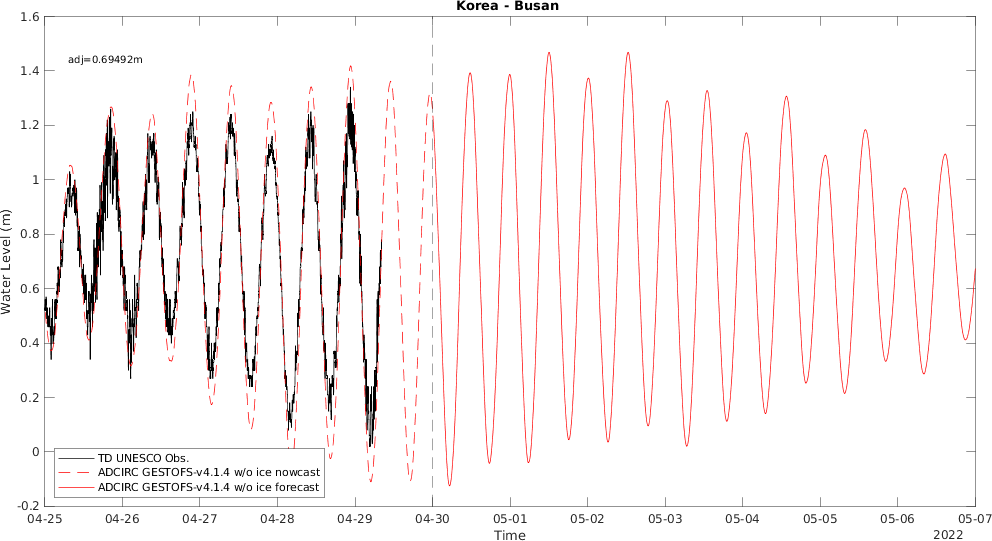 Korea - Busan
1.6
1.4
1.2
1
0.8
0.6
0.4
0.2
0
-0.2
Water Level (m)
adj=0.69492m
TD UNESCO Obs.
ADCIRC GESTOFS-v4.1.4 w/o ice nowcast
ADCIRC GESTOFS-v4.1.4 w/o ice forecast
04-25 04-26 04-27 04-28 04-29 04-30 05-01 05-02 05-03 05-04 05-05 05-06 05-07
Time
2022